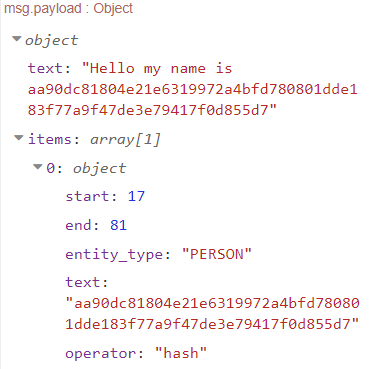 msg.payload : Object
object
text: "Hello my name is
aa90dc81804e21e6319972a4bfd780801dde1
83f77a9f47de3e79417f0d855d7"
items: array[1]
0: object
start: 17
end: 81
entity_type: "PERSON"
text:
"aa90dc81804e21e6319972a4bfd78080
1dde183f77a9f47de3e79417f0d855d7"
operator: "hash"